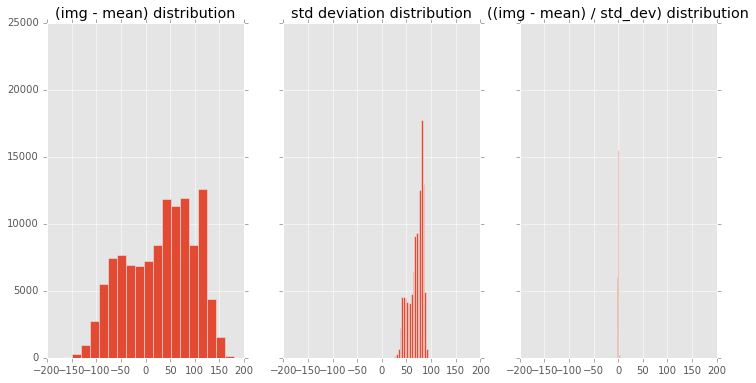 (img - mean) distribution
std deviation distribution
((img - mean) / std_dev) distribution
25000
20000
15000
10000
5000
0
−200−150−100 −50 0 50 100 150 200
−200−150−100 −50 0 50 100 150 200
−200−150−100 −50 0 50 100 150 200